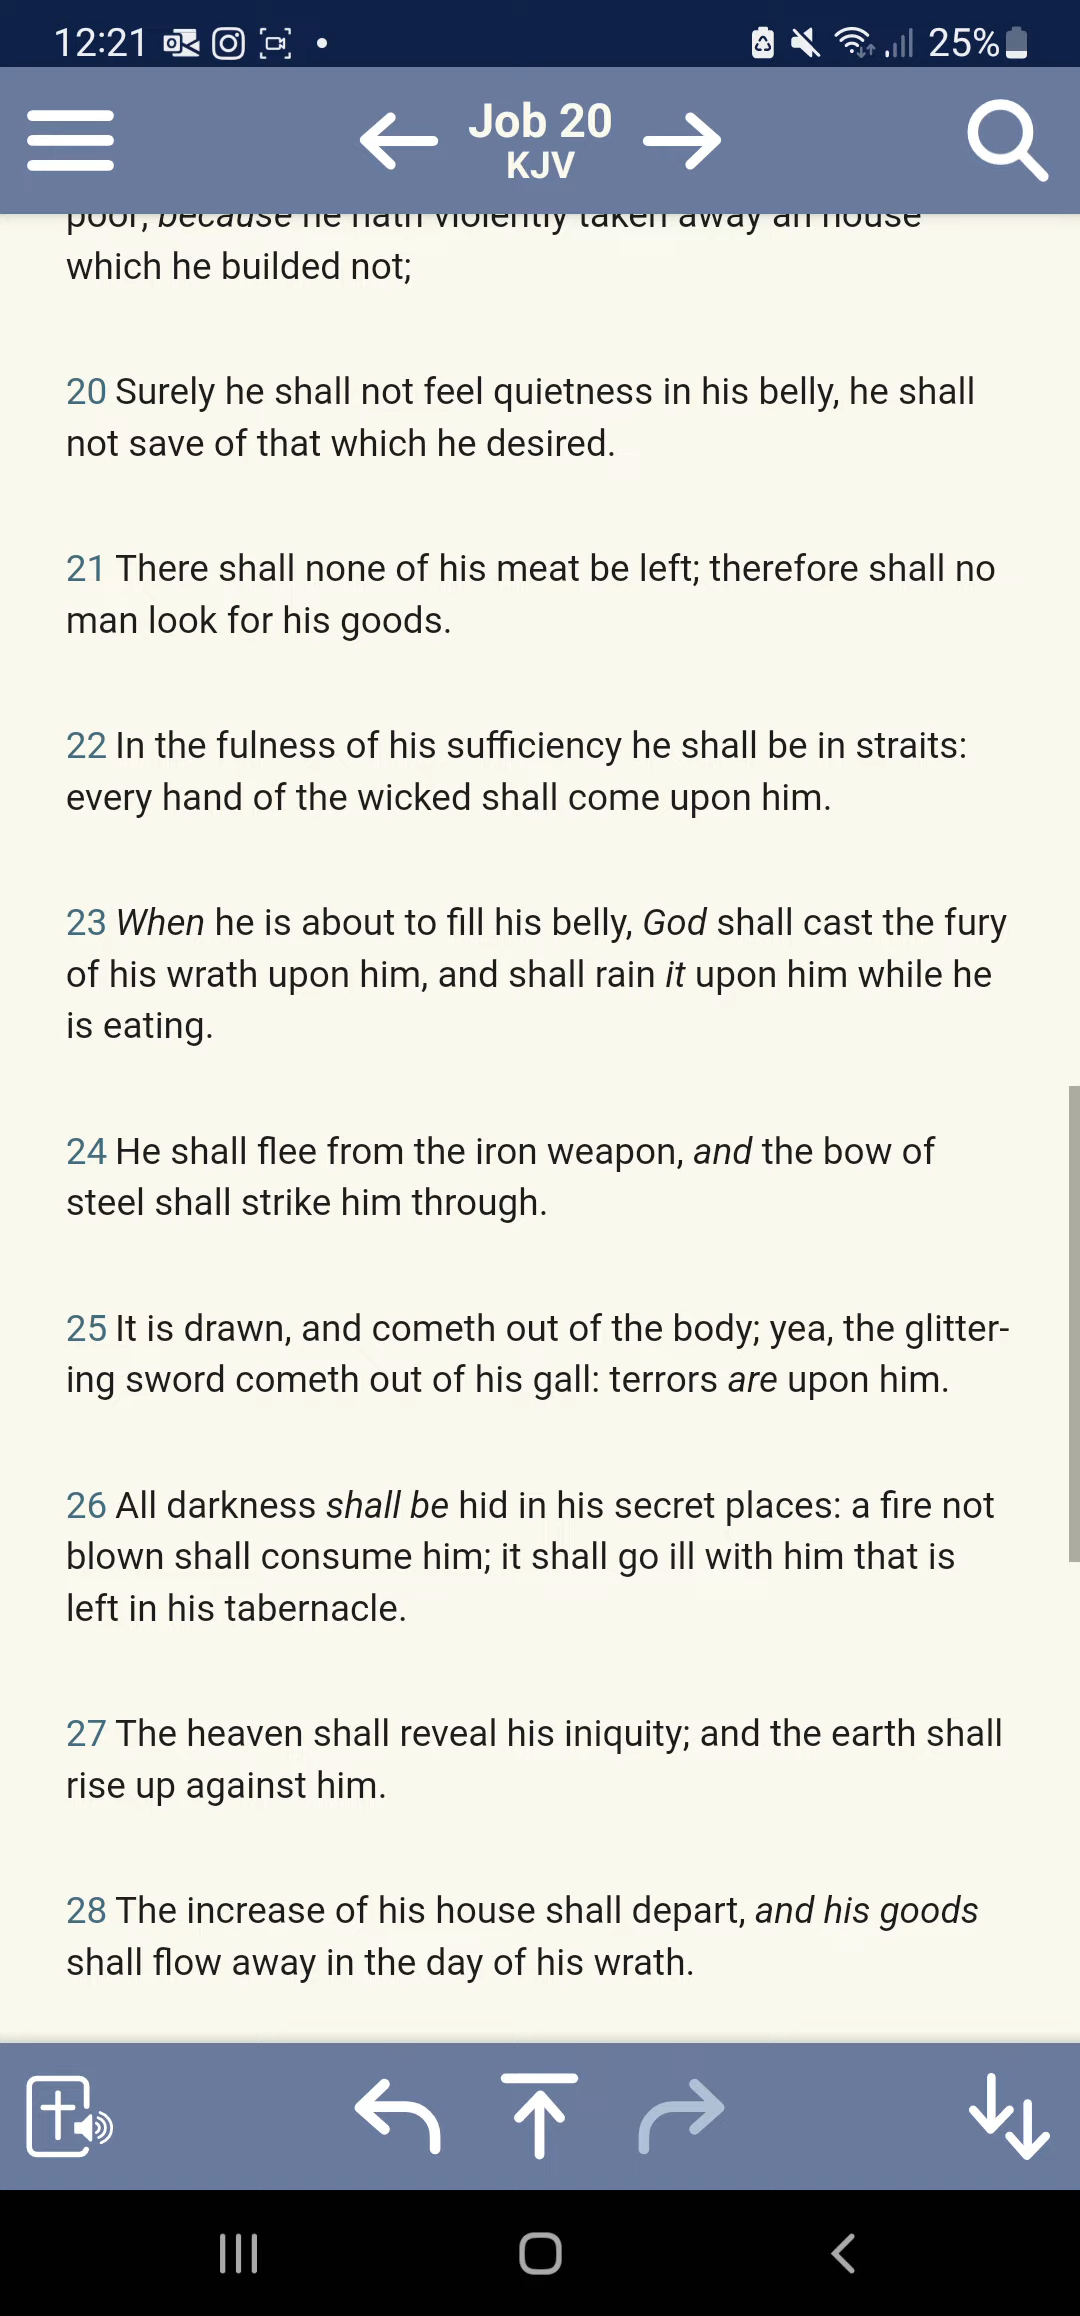 12:21
25%
Job 20
KJV
poor; because he hath violently taken away an house
which he builded not;
20 Surely he shall not feel quietness in his belly, he shall
not save of that which he desired.
21 There shall none of his meat be left; therefore shall no
man look for his goods.
22 In the fulness of his sufficiency he shall be in straits:
every hand of the wicked shall come upon him.
23 When he is about to fill his belly, God shall cast the fury
of his wrath upon him, and shall rain it upon him while he
is eating.
24 He shall flee from the iron weapon, and the bow of
steel shall strike him through.
25 It is drawn, and cometh out of the body; yea, the glitter-
ing sword cometh out of his gall: terrors are upon him.
26 All darkness shall be hid in his secret places: a fire not
blown shall consume him; it shall go ill with him that is
left in his tabernacle.
27 The heaven shall reveal his iniquity; and the earth shall
rise up against him.
28 The increase of his house shall depart, and his goods
shall flow away in the day of his wrath.